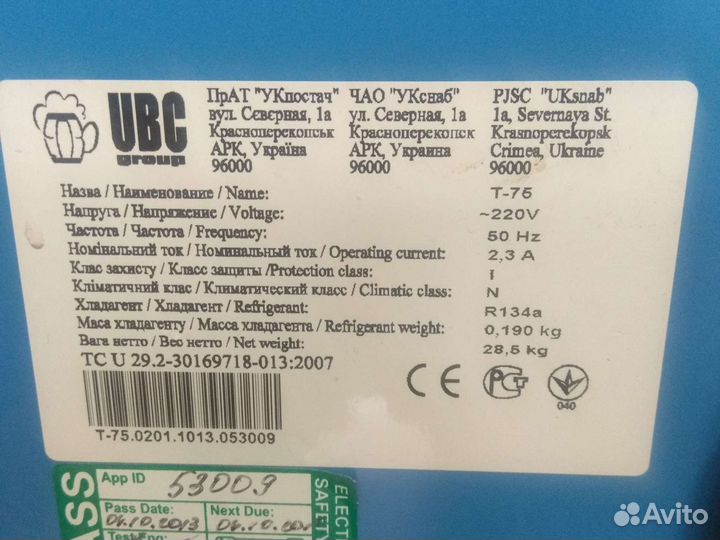 UBC
group
ПрАТ "УКпостач"
вул. Сєвєрная, 1а
Красноперекопськ
АРК, Україна
96000
ЧАО "УКснаб"
ул. Северная, 1а
Красноперекопск
АРК, Украина
96000
PJSC "UKsnab"
1a, Severnaya St.
Krasnoperekopsk
Crimea, Ukraine
96000
Назва / Наименование / Name: T-75
Напруга / Напряжение / Voltage: ~220V
Частота / Частота / Frequency: 50 Hz
Номінальний ток / Номинальный ток / Operating current: 2,3 A
Клас захисту / Класс защиты /Protection class: I
Кліматичний клас / Климатический класс / Climatic class: N
Хладагент / Хладагент / Refrigerant: R134a
Маса хладагенту / Масса хладагента / Refrigerant weight: 0,190 kg
Вага нетто / Вес нетто / Net weight: 28,5 kg
TC U 29.2-30169718-013:2007
T-75.0201.1013.053009
CE
040
App ID 53009
Pass Date: Next Due:
04.10.2013
ASS
SAFETY
Avito